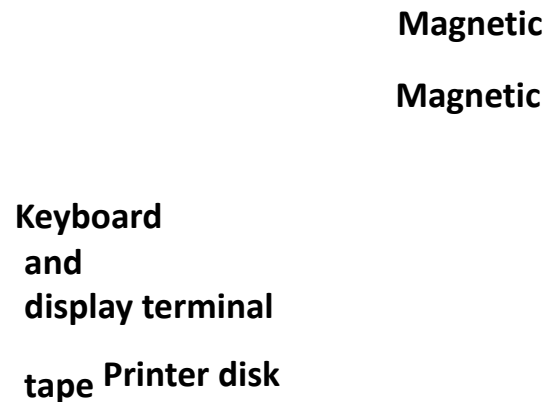 Magnetic
Magnetic
Keyboard
and
display terminal
tape Printer disk